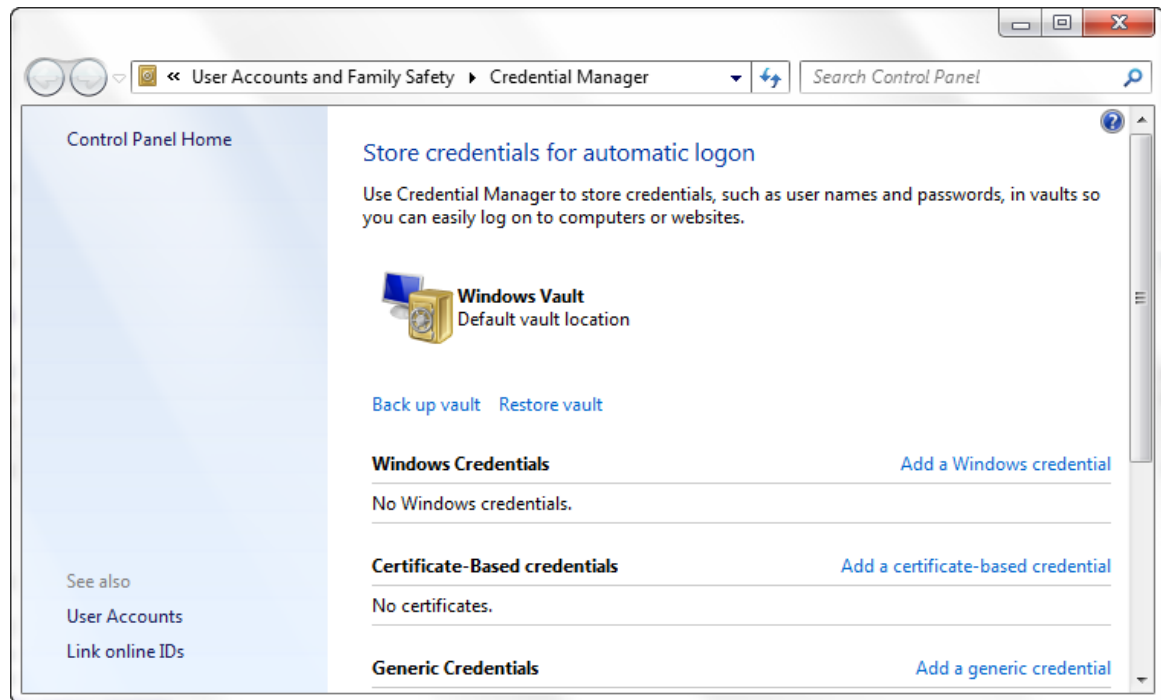 « User Accounts and Family Safety ▸ Credential Manager
Search Control Panel
Control Panel Home
Store credentials for automatic logon
Use Credential Manager to store credentials, such as user names and passwords, in vaults so
you can easily log on to computers or websites.
Windows Vault
Default vault location
Back up vault Restore vault
Windows Credentials Add a Windows credential
No Windows credentials.
Certificate-Based credentials Add a certificate-based credential
No certificates.
Generic Credentials Add a generic credential
See also
User Accounts
Link online IDs